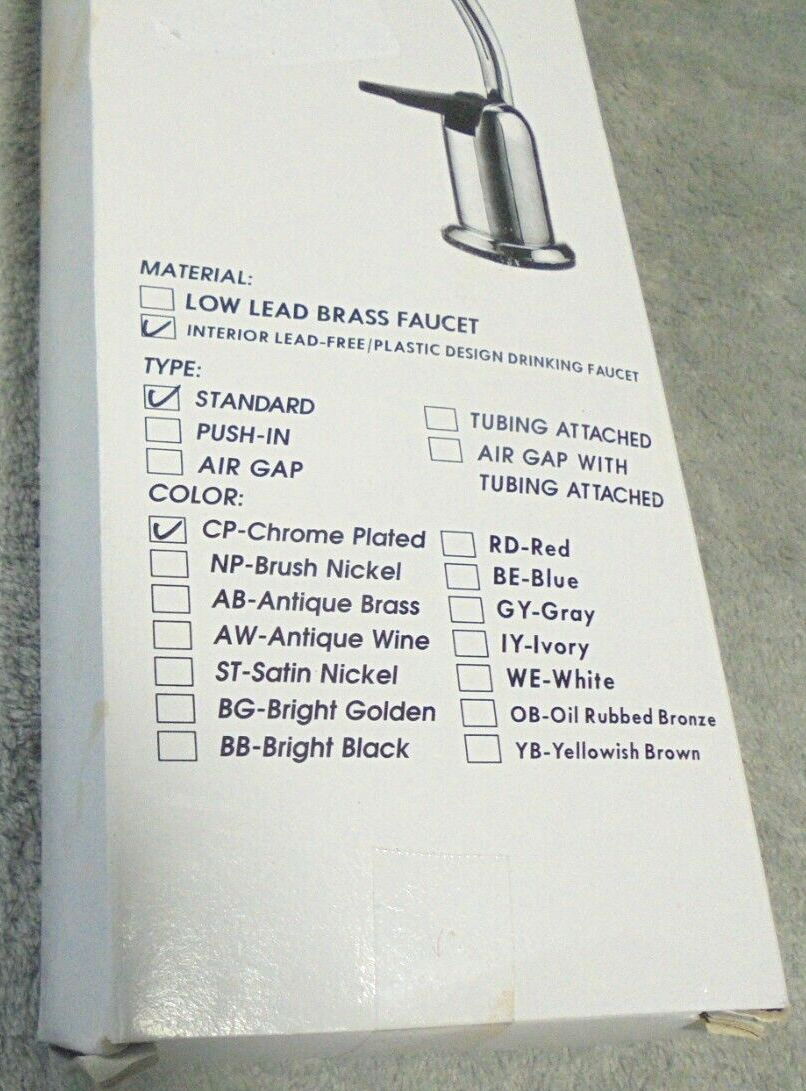 MATERIAL:
LOW LEAD BRASS FAUCET
INTERIOR LEAD-FREE/PLASTIC DESIGN DRINKING FAUCET
TYPE:
STANDARD
PUSH-IN
AIR GAP
TUBING ATTACHED
AIR GAP WITH
TUBING ATTACHED
COLOR:
CP-Chrome Plated
NP-Brush Nickel
AB-Antique Brass
AW-Antique Wine
ST-Satin Nickel
BG-Bright Golden
BB-Bright Black
RD-Red
BE-Blue
GY-Gray
IY-Ivory
WE-White
OB-Oil Rubbed Bronze
YB-Yellowish Brown